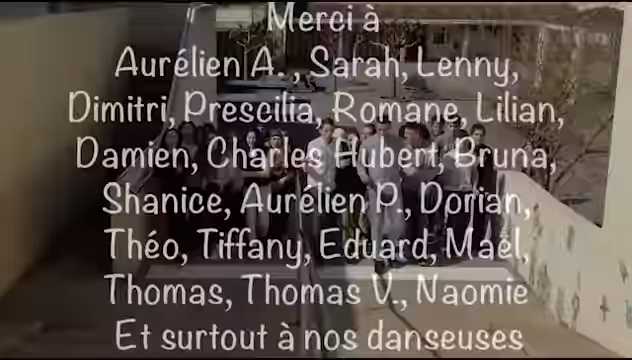 Merci à
Aurélien A. , Sarah, Lenny,
Dimitri, Prescilia, Romane, Lilian,
Damien, Charles Hubert, Bruna,
Shanice, Aurélien P., Dorian,
Théo, Tiffany, Eduard, Maël,
Thomas, Thomas V., Naomie
Et surtout à nos danseuses